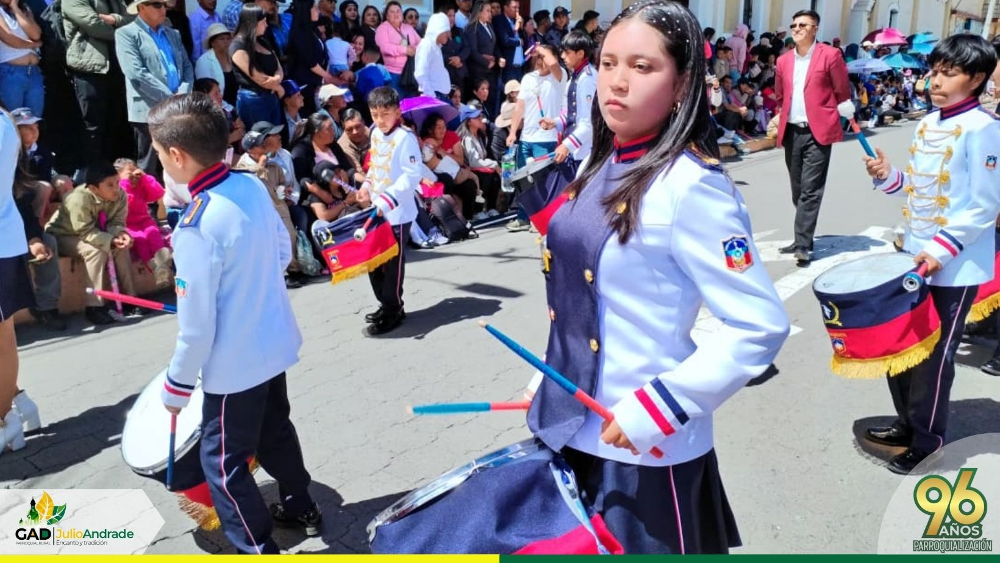 GAD
PARROQUIAL RURAL
JulioAndrade
Encanto y tradición
96
AÑOS
PARROQUIALIZACIÓN